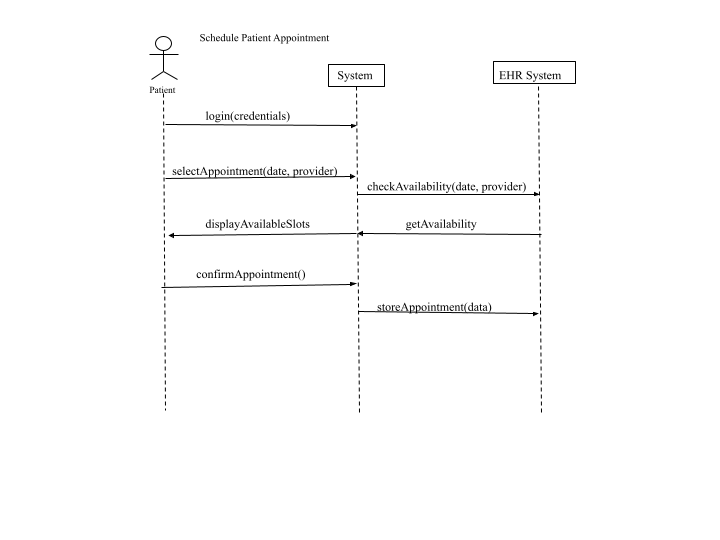 Schedule Patient Appointment
System
EHR System
Patient
login(credentials)
selectAppointment(date, provider)
checkAvailability(date, provider)
displayAvailableSlots
getAvailability
confirmAppointment()
storeAppointment(data)